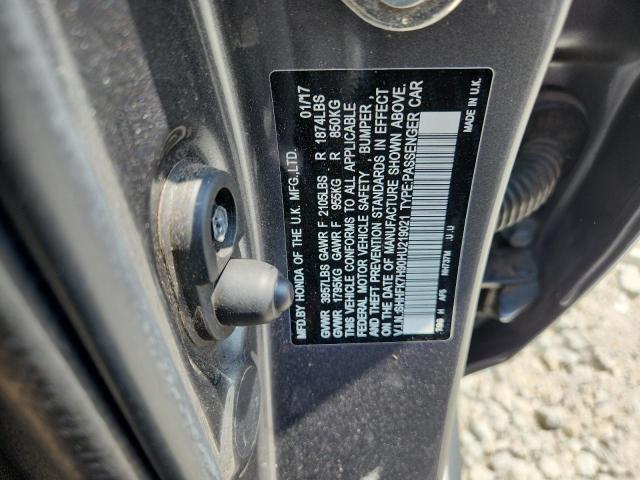 MFD.BY HONDA OF THE U.K. MFG.,LTD. 01/17
GVWR 3957LBS GAWR F 2105LBS R 1874LBS
GVWR 1795KG GAWR F 955KG R 850KG
THIS VEHICLE CONFORMS TO ALL APPLICABLE
FEDERAL MOTOR VEHICLE SAFETY , BUMPER ,
AND THEFT PREVENTION STANDARDS IN EFFECT
ON THE DATE OF MANUFACTURE SHOWN ABOVE.
V.I.N.:SHHFK7H90HU219021 TYPE:PASSENGER CAR
MADE IN U.K.